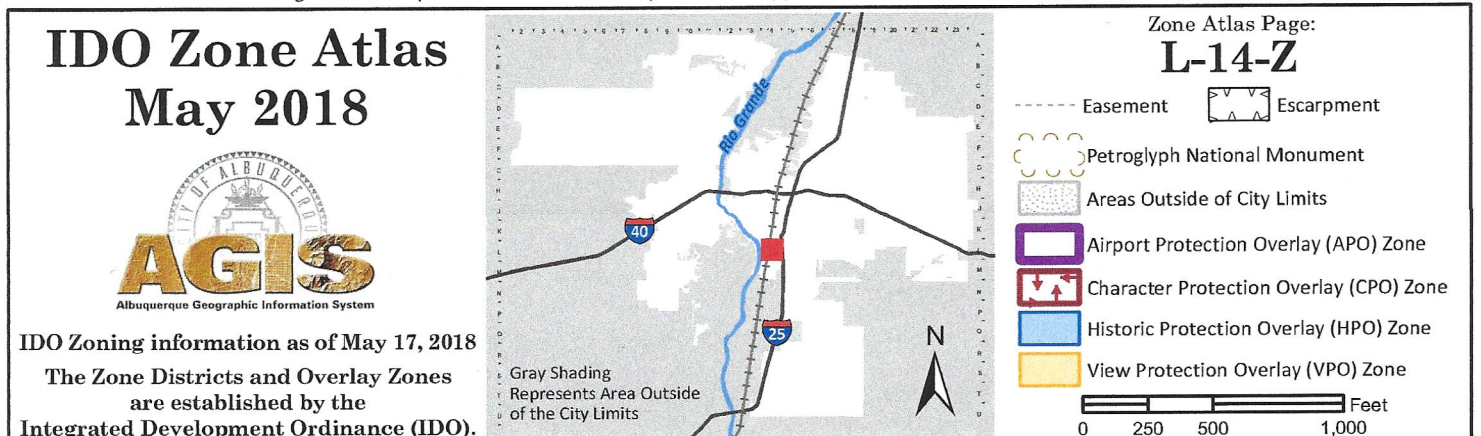 IDO Zone Atlas
May 2018
CITY OF ALBUQUERQUE
AGIS
Albuquerque Geographic Information System
IDO Zoning information as of May 17, 2018
The Zone Districts and Overlay Zones
are established by the
Integrated Development Ordinance (IDO).
Rio Grande
40
25
N
Gray Shading
Represents Area Outside
of the City Limits
Zone Atlas Page:
L-14-Z
Easement
Escarpment
Petroglyph National Monument
Areas Outside of City Limits
Airport Protection Overlay (APO) Zone
Character Protection Overlay (CPO) Zone
Historic Protection Overlay (HPO) Zone
View Protection Overlay (VPO) Zone
Feet
0 250 500 1,000